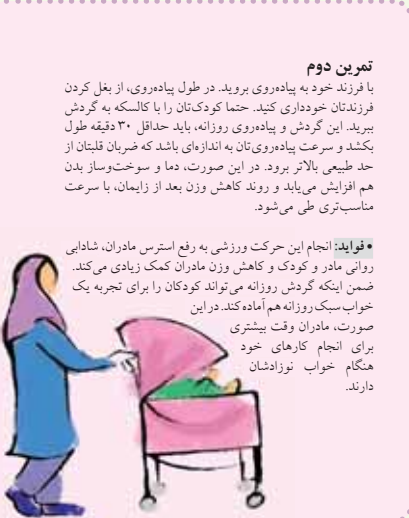 تمرین دوم
با فرزند خود به پیاده‌روی بروید. در طول پیاده‌روی، از بغل کردن
فرزندتان خودداری کنید. حتما کودک‌تان را با کالسکه به گردش
ببرید. این گردش و پیاده‌روی روزانه، باید حداقل ۳۰ دقیقه طول
بکشد و سرعت پیاده‌روی‌تان به اندازه‌ای باشد که ضربان قلبتان از
حد طبیعی بالاتر برود. در این صورت، دما و سوخت‌وساز بدن
هم افزایش می‌یابد و روند کاهش وزن بعد از زایمان، با سرعت
مناسب‌تری طی می‌شود.
• فواید: انجام این حرکت ورزشی به رفع استرس مادران، شادابی
روانی مادر و کودک و کاهش وزن مادران کمک زیادی می‌کند.
ضمن اینکه گردش روزانه می‌تواند کودکان را برای تجربه یک
خواب سبک روزانه هم آماده کند. در این
صورت، مادران وقت بیشتری
برای انجام کارهای خود
هنگام خواب نوزادشان
دارند.